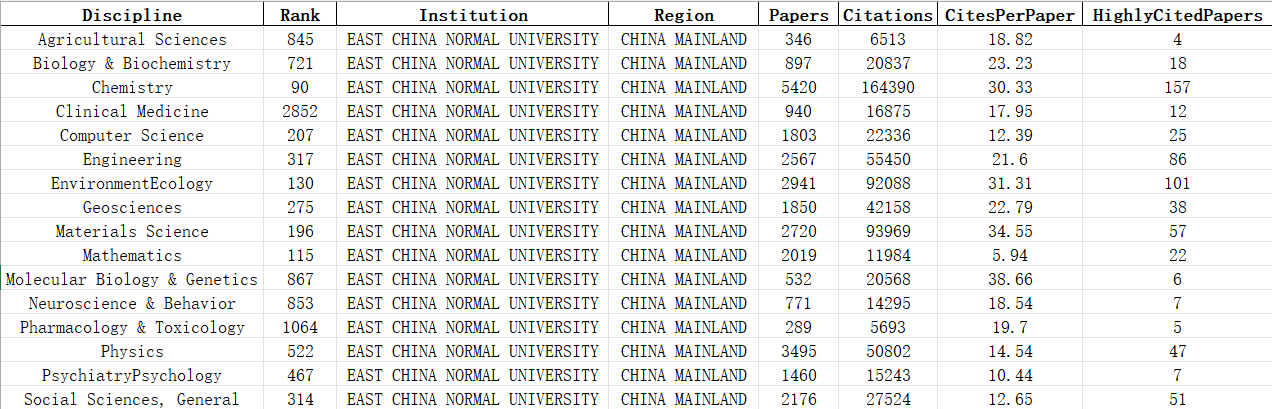 Discipline Rank Institution Region Papers Citations CitesPerPaper HighlyCitedPapers
Agricultural Sciences 845 EAST CHINA NORMAL UNIVERSITY CHINA MAINLAND 346 6513 18.82 4
Biology & Biochemistry 721 EAST CHINA NORMAL UNIVERSITY CHINA MAINLAND 897 20837 23.23 18
Chemistry 90 EAST CHINA NORMAL UNIVERSITY CHINA MAINLAND 5420 164390 30.33 157
Clinical Medicine 2852 EAST CHINA NORMAL UNIVERSITY CHINA MAINLAND 940 16875 17.95 12
Computer Science 207 EAST CHINA NORMAL UNIVERSITY CHINA MAINLAND 1803 22336 12.39 25
Engineering 317 EAST CHINA NORMAL UNIVERSITY CHINA MAINLAND 2567 55450 21.6 86
EnvironmentEcology 130 EAST CHINA NORMAL UNIVERSITY CHINA MAINLAND 2941 92088 31.31 101
Geosciences 275 EAST CHINA NORMAL UNIVERSITY CHINA MAINLAND 1850 42158 22.79 38
Materials Science 196 EAST CHINA NORMAL UNIVERSITY CHINA MAINLAND 2720 93969 34.55 57
Mathematics 115 EAST CHINA NORMAL UNIVERSITY CHINA MAINLAND 2019 11984 5.94 22
Molecular Biology & Genetics 867 EAST CHINA NORMAL UNIVERSITY CHINA MAINLAND 532 20568 38.66 6
Neuroscience & Behavior 853 EAST CHINA NORMAL UNIVERSITY CHINA MAINLAND 771 14295 18.54 7
Pharmacology & Toxicology 1064 EAST CHINA NORMAL UNIVERSITY CHINA MAINLAND 289 5693 19.7 5
Physics 522 EAST CHINA NORMAL UNIVERSITY CHINA MAINLAND 3495 50802 14.54 47
PsychiatryPsychology 467 EAST CHINA NORMAL UNIVERSITY CHINA MAINLAND 1460 15243 10.44 7
Social Sciences, General 314 EAST CHINA NORMAL UNIVERSITY CHINA MAINLAND 2176 27524 12.65 51